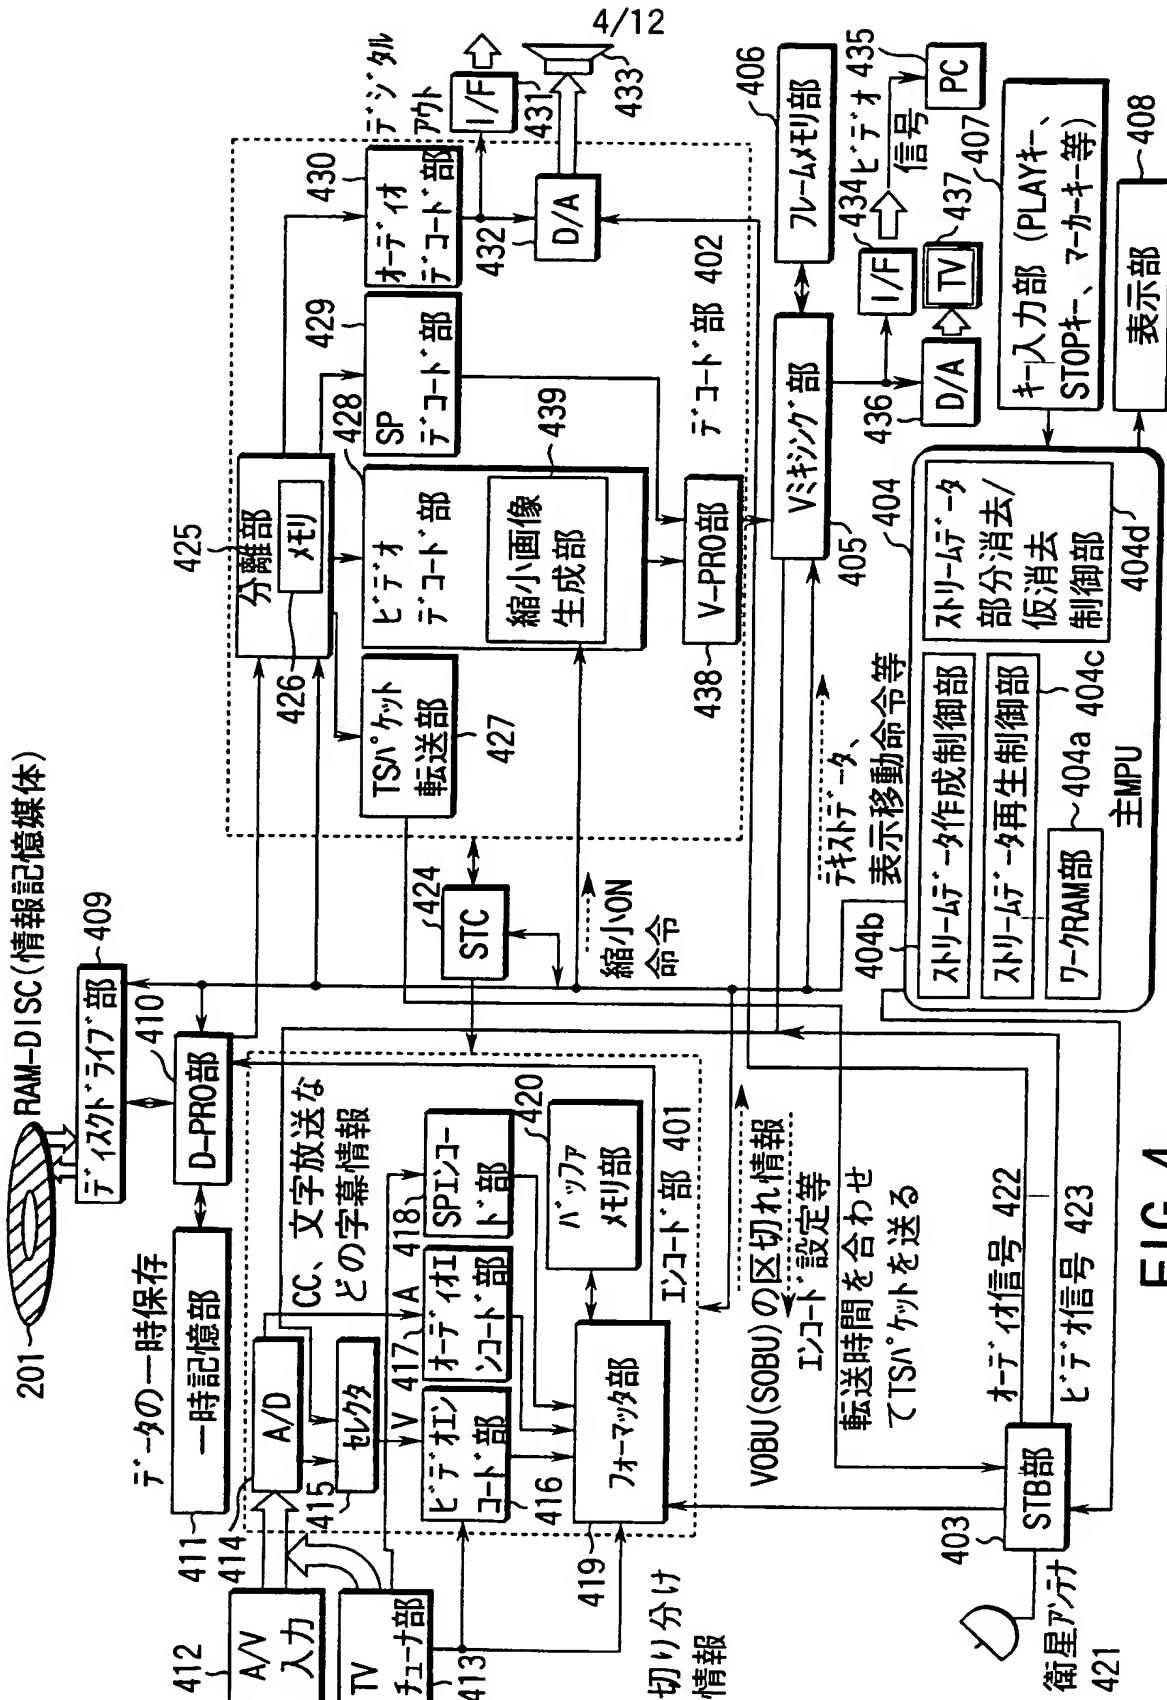 4/12
RAM-DISC(情報記憶媒体)
201
ディスクドライブ部
409
D-PRO部
410
データの一時保存
一時記憶部
411
A/V
入力
412
TV
チューナ部
413
A/D
414
セレクタ
415
CC、文字放送な
どの字幕情報
V
A
ビデオエン
コード部
416
オーディオエ
ンコード部
417
SPエンコー
ド部
418
フォーマッタ部
419
バッファ
メモリ部
420
エンコード部 401
切り分け
情報
VOBU(SOBU)の区切れ情報
エンコード設定等
転送時間を合わせ
てTSパケットを送る
STB部
403
衛星アンテナ
421
オーディオ信号 422
ビデオ信号 423
STC
424
縮小ON
命令
分離部
425
メモリ
426
TSパケット
転送部
427
ビデオ
デコード部
428
縮小画像
生成部
439
SP
デコード部
429
オーディオ
デコード部
430
V-PRO部
438
デコード部 402
I/F
431
デジタル
アウト
D/A
432
433
Vミキシング部
405
フレームメモリ部
406
I/F
434
ビデオ
信号
PC
435
D/A
436
TV
437
テキストデータ、
表示移動命令等
主MPU
404
ストリームデータ作成制御部
404b
ストリームデータ再生制御部
404c
ワークRAM部
404a
ストリームデータ
部分消去/
仮消去
制御部
404d
キー入力部 (PLAYキー、
STOPキー、マーカーキー等)
407
表示部
408
FIG. 4